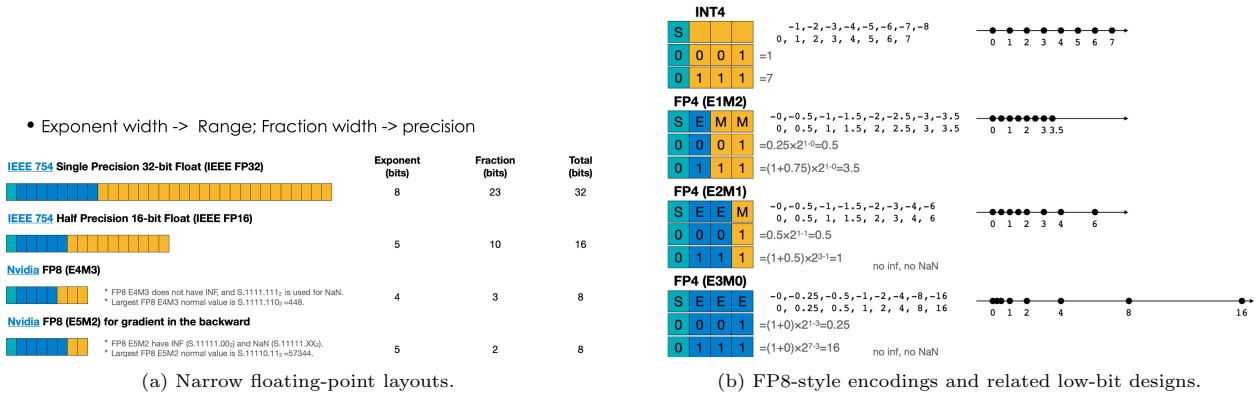 • Exponent width -> Range; Fraction width -> precision
Exponent (bits)
Fraction (bits)
Total (bits)
IEEE 754 Single Precision 32-bit Float (IEEE FP32)
8 23 32
IEEE 754 Half Precision 16-bit Float (IEEE FP16)
5 10 16
Nvidia FP8 (E4M3)
* FP8 E4M3 does not have INF, and S.1111.111₂ is used for NaN.
* Largest FP8 E4M3 normal value is S.1111.110₂ =448.
4 3 8
Nvidia FP8 (E5M2) for gradient in the backward
* FP8 E5M2 have INF (S.11111.00₂) and NaN (S.11111.XX₂).
* Largest FP8 E5M2 normal value is S.11110.11₂ =57344.
5 2 8
(a) Narrow floating-point layouts.
INT4
S
-1,-2,-3,-4,-5,-6,-7,-8
0, 1, 2, 3, 4, 5, 6, 7
0 0 0 1 =1
0 1 1 1 =7
0 1 2 3 4 5 6 7
FP4 (E1M2)
S E M M
-0,-0.5,-1,-1.5,-2,-2.5,-3,-3.5
0, 0.5, 1, 1.5, 2, 2.5, 3, 3.5
0 0 0 1 =0.25×2¹⁻⁰=0.5
0 1 1 1 =(1+0.75)×2¹⁻⁰=3.5
0 1 2 3 3.5
FP4 (E2M1)
S E E M
-0,-0.5,-1,-1.5,-2,-3,-4,-6
0, 0.5, 1, 1.5, 2, 3, 4, 6
0 0 0 1 =0.5×2¹⁻¹=0.5
0 1 1 1 =(1+0.5)×2³⁻¹=1
no inf, no NaN
0 1 2 3 4 6
FP4 (E3M0)
S E E E
-0,-0.25,-0.5,-1,-2,-4,-8,-16
0, 0.25, 0.5, 1, 2, 4, 8, 16
0 0 0 1 =(1+0)×2¹⁻³=0.25
0 1 1 1 =(1+0)×2⁷⁻³=16
no inf, no NaN
0 1 2 4 8 16
(b) FP8-style encodings and related low-bit designs.